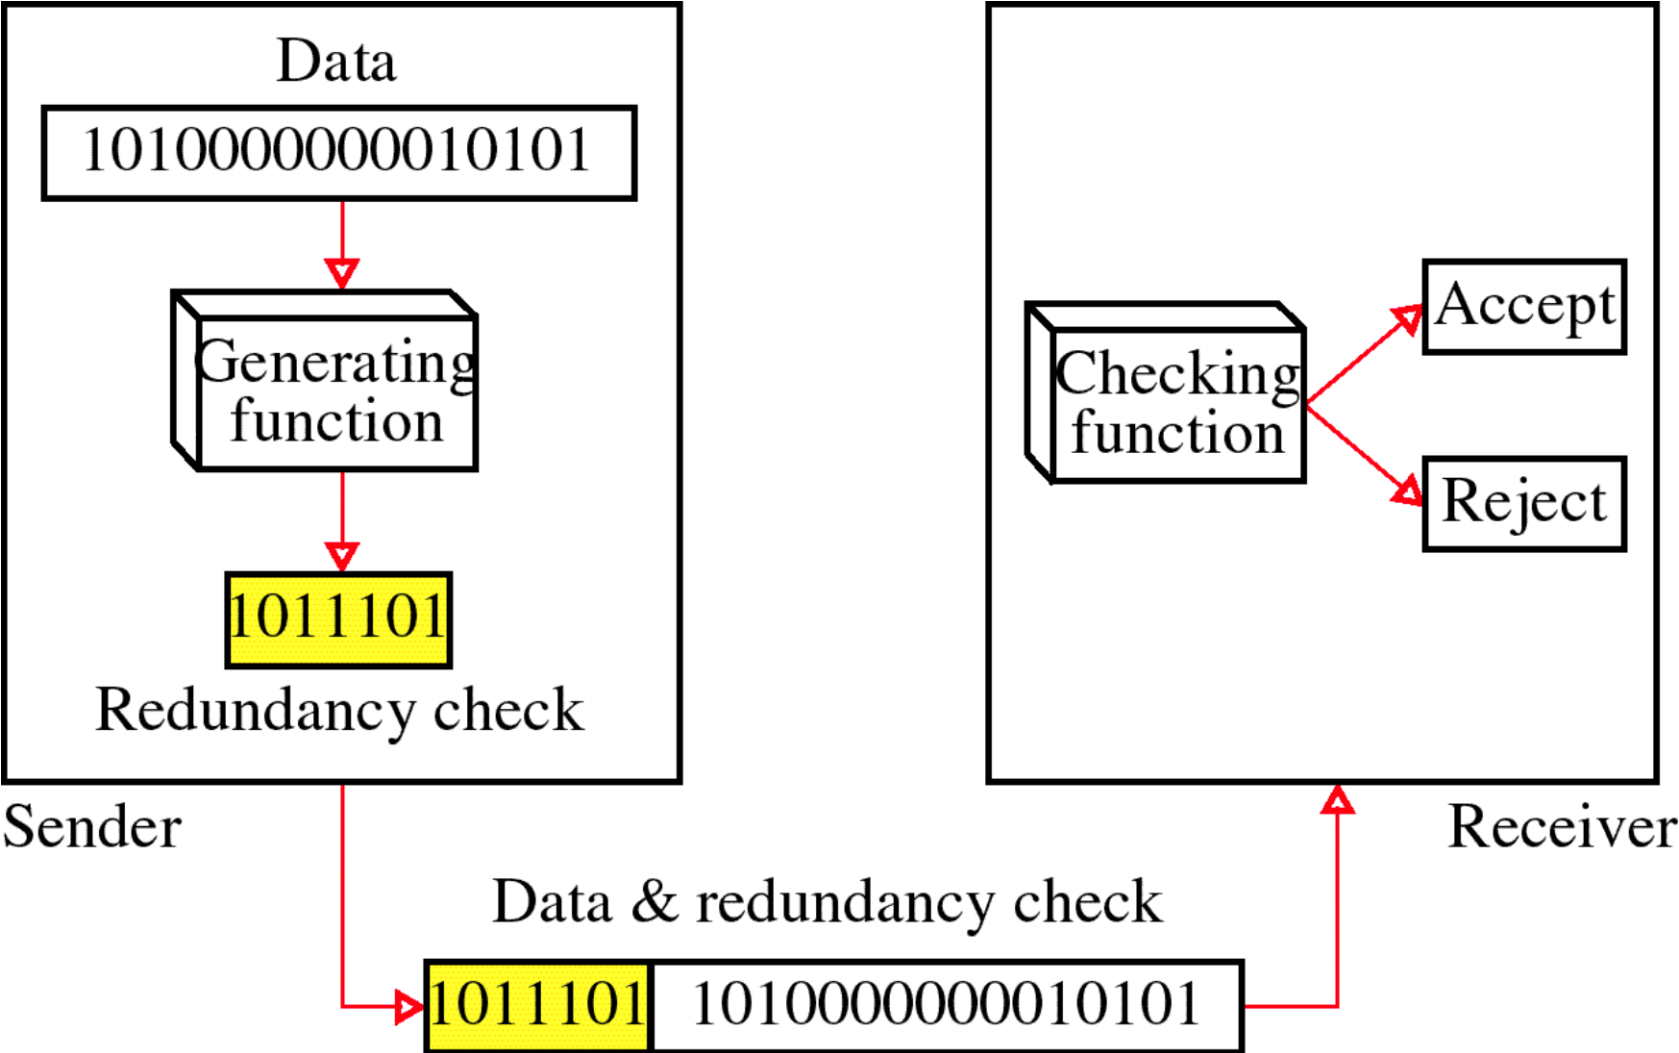 Data
1010000000010101
Generating
function
1011101
Redundancy check
Sender
Checking
function
Accept
Reject
Receiver
Data & redundancy check
1011101 1010000000010101